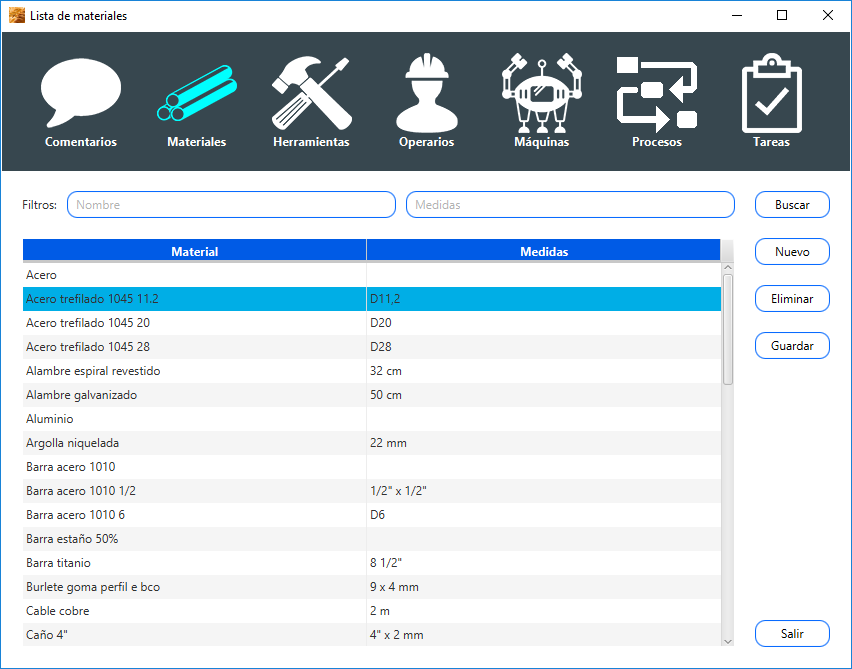 Lista de materiales
Comentarios Materiales Herramientas Operarios Máquinas Procesos Tareas
Filtros: Nombre Medidas Buscar
Material Medidas Nuevo
Acero
Acero trefilado 1045 11.2 D11,2 Eliminar
Acero trefilado 1045 20 D20
Acero trefilado 1045 28 D28 Guardar
Alambre espiral revestido 32 cm
Alambre galvanizado 50 cm
Aluminio
Argolla niquelada 22 mm
Barra acero 1010
Barra acero 1010 1/2 1/2" x 1/2"
Barra acero 1010 6 D6
Barra estaño 50%
Barra titanio 8 1/2"
Burlete goma perfil e bco 9 x 4 mm
Cable cobre 2 m
Caño 4" 4" x 2 mm Salir